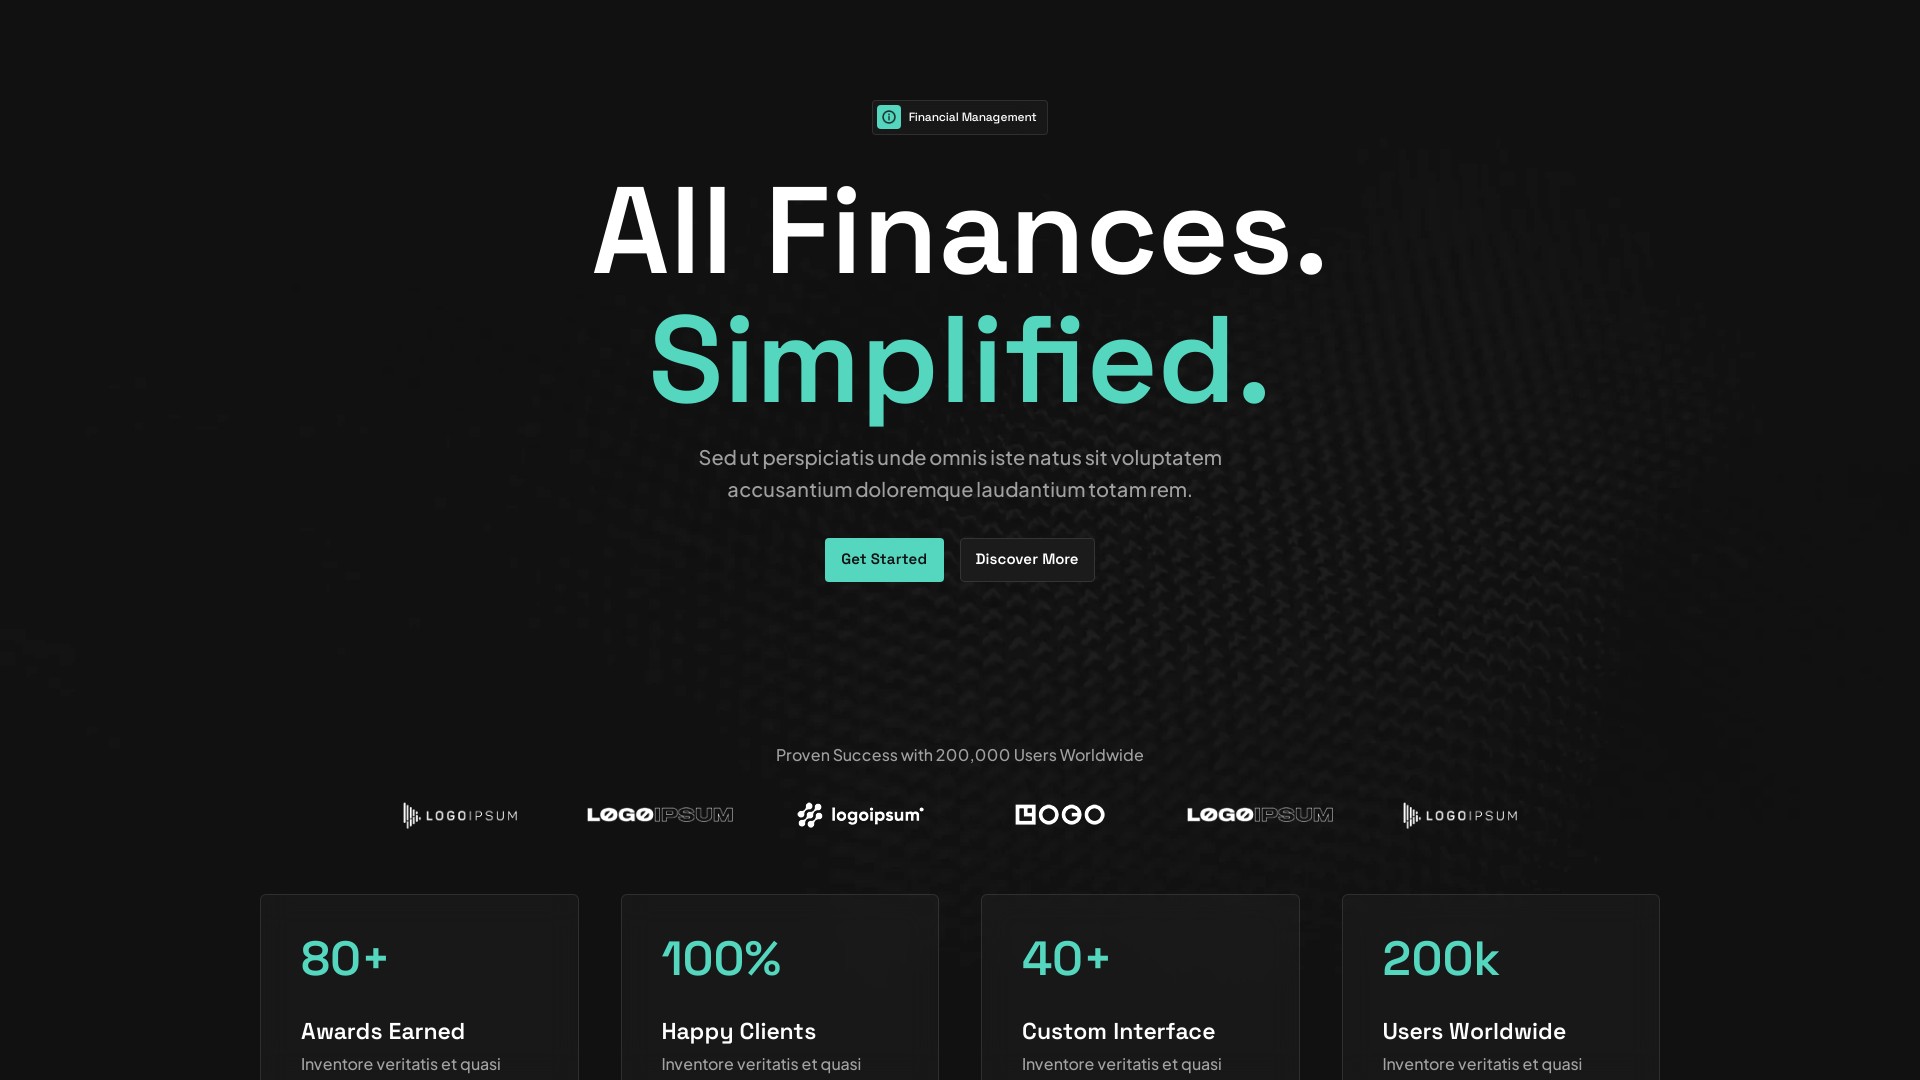 Financial Management
All Finances.
Simplified.
Sed ut perspiciatis unde omnis iste natus sit voluptatem
accusantium doloremque laudantium totam rem.
Get Started
Discover More
Proven Success with 200,000 Users Worldwide
LOGOIPSUM
LOGOIPSUM
logoipsum
LOGO
LOGOIPSUM
LOGOIPSUM
80+
Awards Earned
Inventore veritatis et quasi
100%
Happy Clients
Inventore veritatis et quasi
40+
Custom Interface
Inventore veritatis et quasi
200k
Users Worldwide
Inventore veritatis et quasi